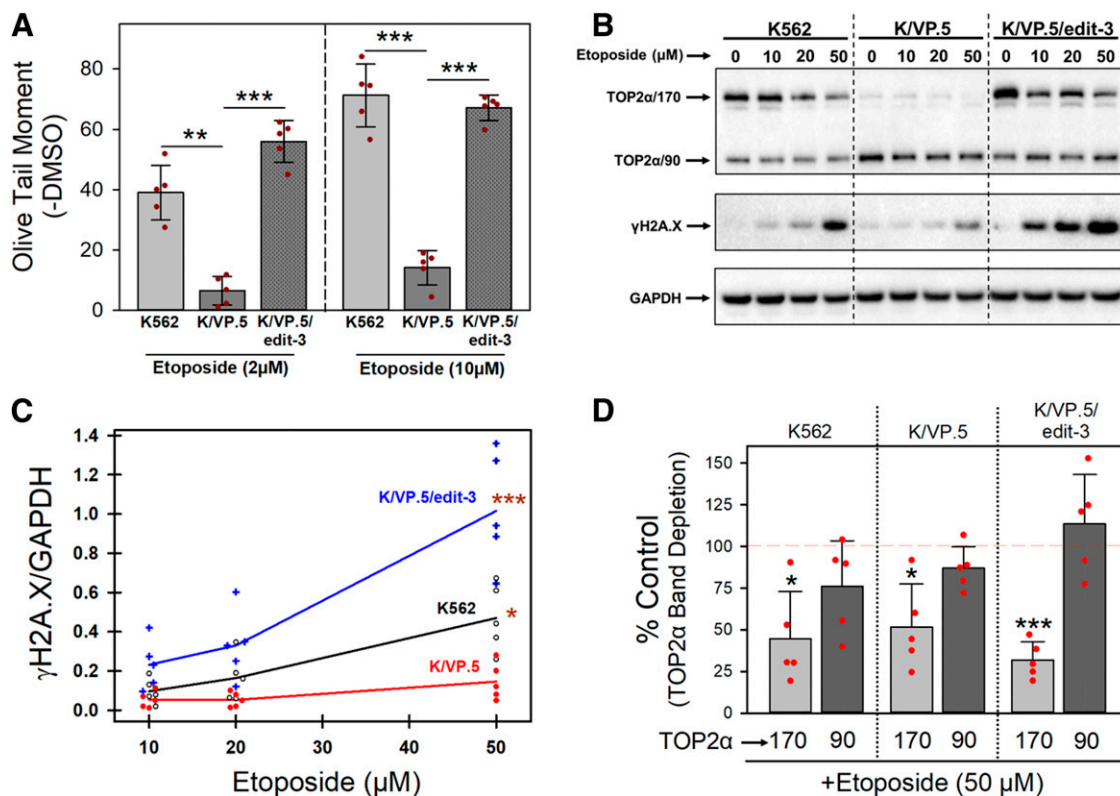 A
Olive Tail Moment
(-DMSO)
80
60
40
20
0
**
***
***
***
K562
K/VP.5
K/VP.5/
edit-3
K562
K/VP.5
K/VP.5/
edit-3
Etoposide (2µM)
Etoposide (10µM)
B
K562
K/VP.5
K/VP.5/edit-3
Etoposide (µM)
0 10 20 50 0 10 20 50 0 10 20 50
TOP2α/170
TOP2α/90
γH2A.X
GAPDH
C
γH2A.X/GAPDH
1.4
1.2
1.0
0.8
0.6
0.4
0.2
0.0
K/VP.5/edit-3
***
K562
*
K/VP.5
10 20 30 40 50
Etoposide (µM)
D
K562
K/VP.5
K/VP.5/
edit-3
% Control
(TOP2α Band Depletion)
150
125
100
75
50
25
0
*
*
***
TOP2α
170 90 170 90 170 90
+Etoposide (50 µM)